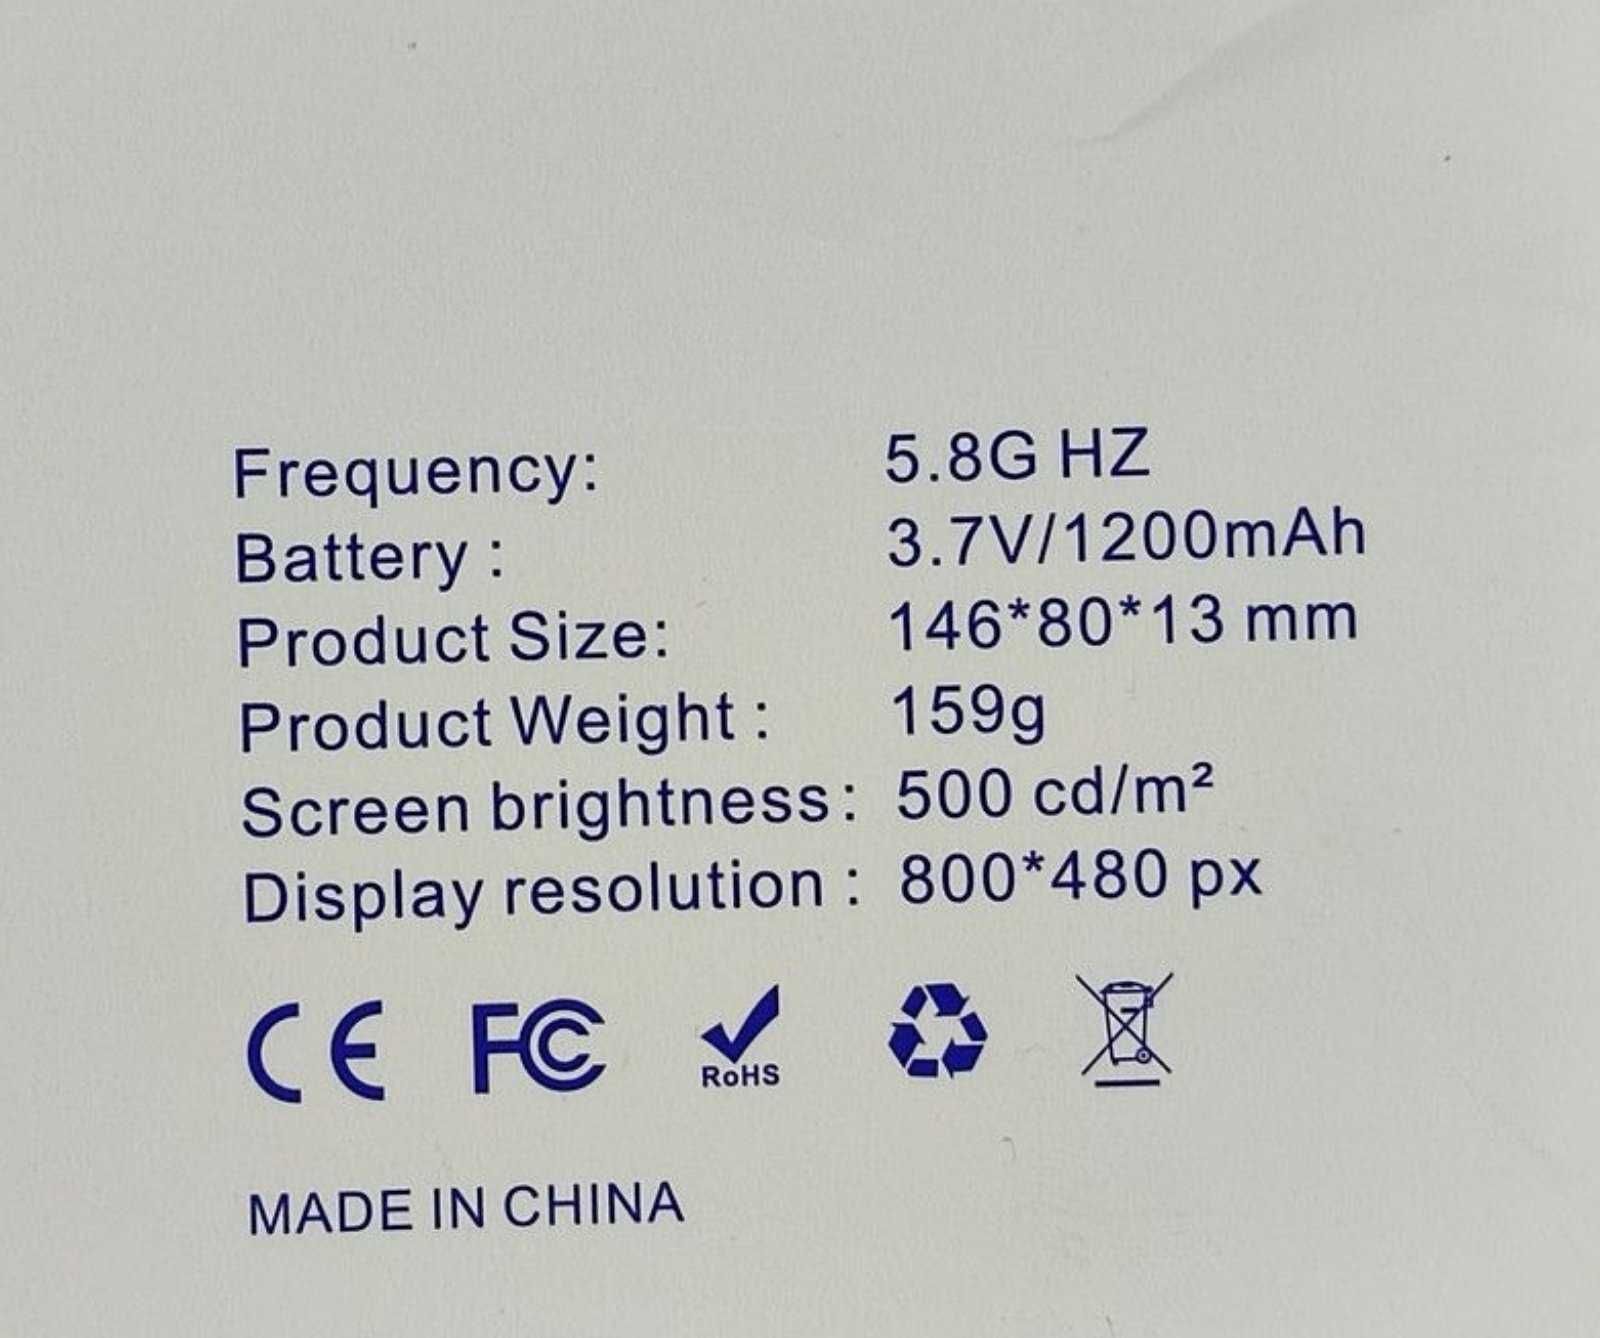 Frequency: 5.8G HZ
Battery : 3.7V/1200mAh
Product Size: 146*80*13 mm
Product Weight : 159g
Screen brightness : 500 cd/m²
Display resolution : 800*480 px
CE FC RoHS
MADE IN CHINA